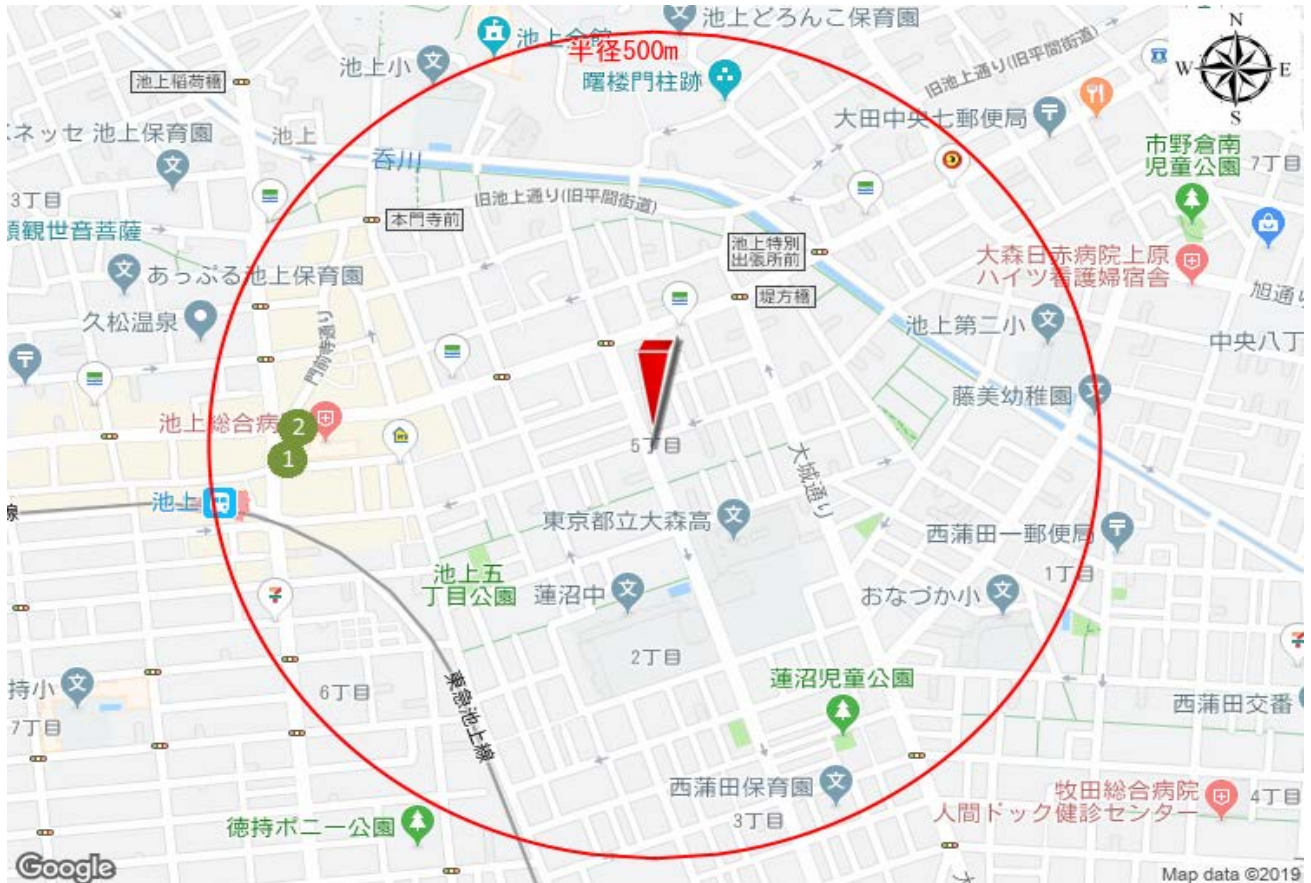 池上どろんこ保育園
池上会館
半径500m
池上小
曙楼門柱跡
旧池上通り(旧平間街道)
N
W
E
S
池上稲荷橋
大田中央七郵便局
ベネッセ 池上保育園
池上
呑川
市野倉南
児童公園
7丁目
3丁目
旧池上通り(旧平間街道)
本門寺前
観世音菩薩
池上特別
出張所前
大森日赤病院上原
ハイツ看護婦宿舎
あっぷる池上保育園
堤方橋
旭通り
久松温泉
池上第二小
中央八丁
門前寺通り
藤美幼稚園
池上総合病
2
1
5丁目
大城通り
池上
線
東京都立大森高
西蒲田一郵便局
池上五
丁目公園
蓮沼中
1丁目
おなづか小
2丁目
持小
6丁目
蓮沼児童公園
7丁目
東急池上線
西蒲田交番
西蒲田保育園
牧田総合病院
人間ドック健診センター
4丁目
徳持ポニー公園
3丁目
Google
Map data ©2019